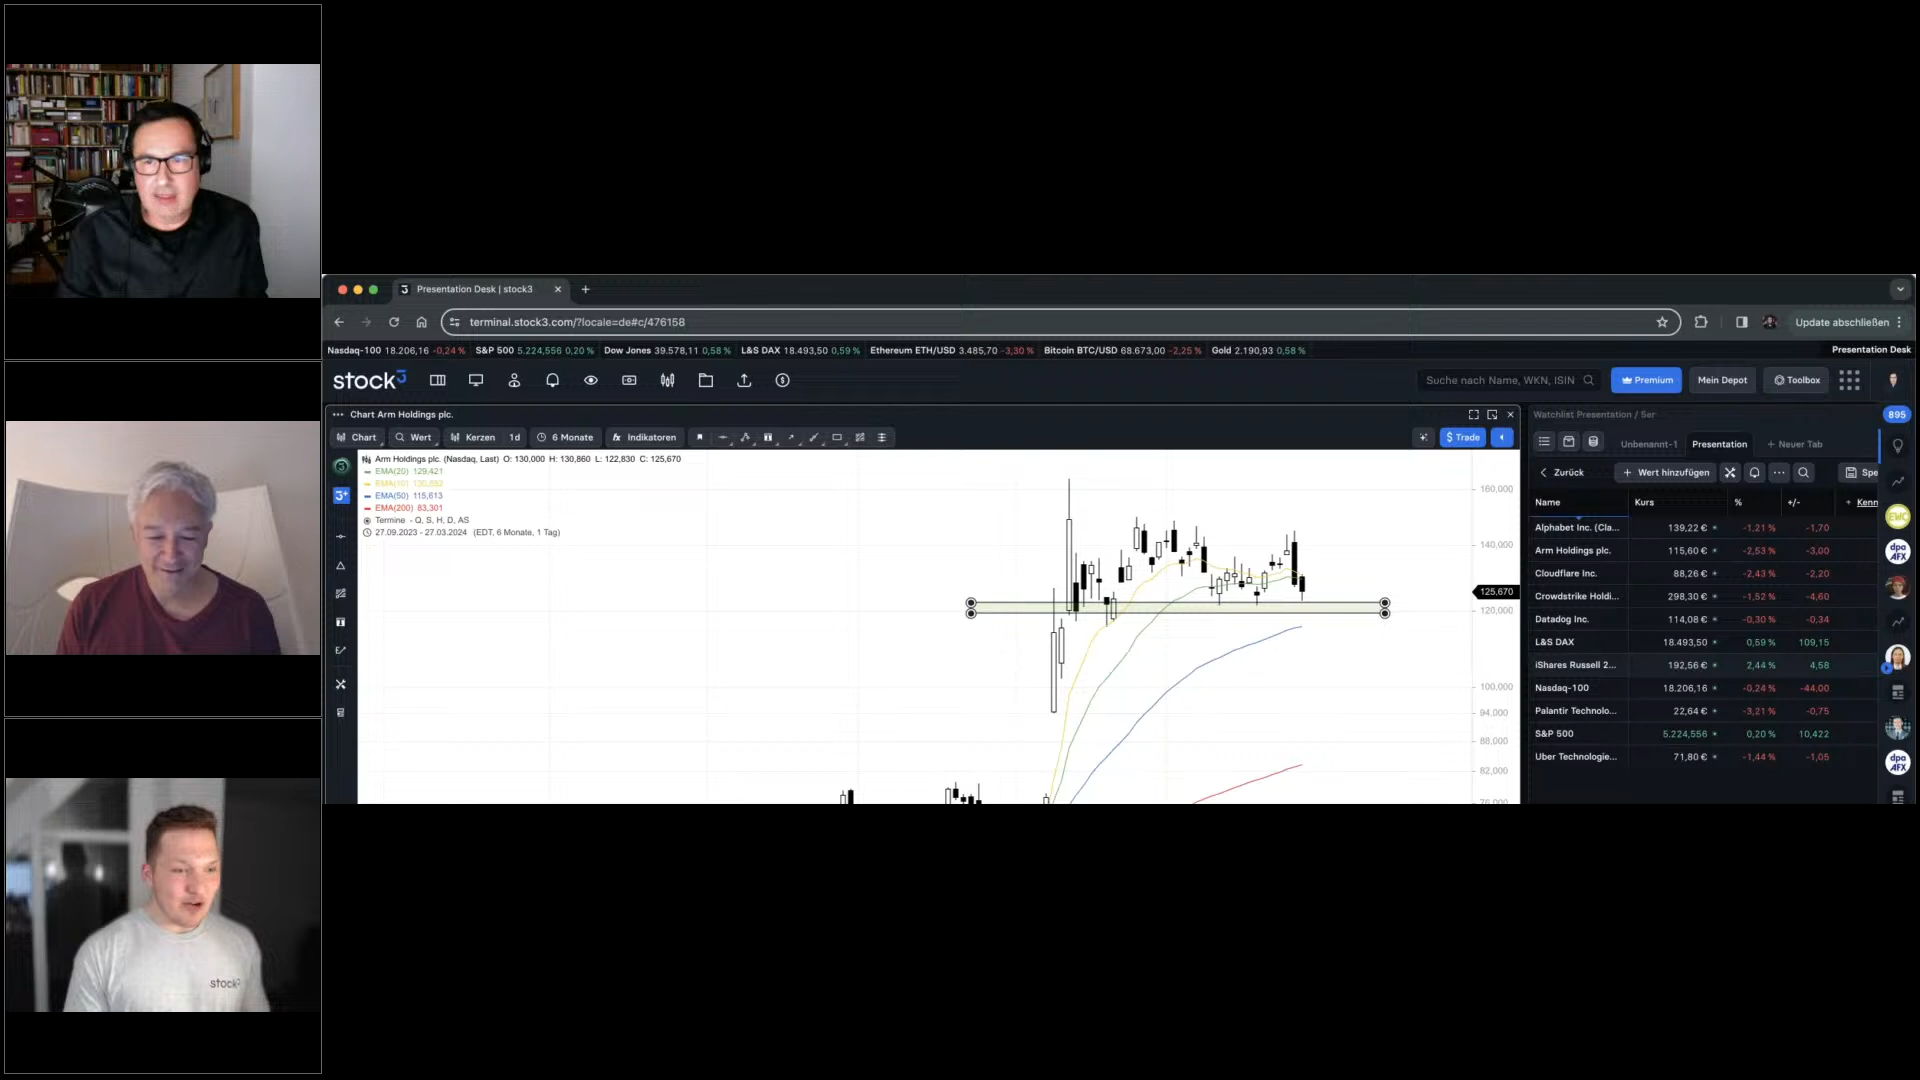 Presentation Desk | stock3
terminal.stock3.com/?locale=de#c/476158
Update abschließen
Nasdaq-100 18.206,16 -0,24 % S&P 500 5.224,556 0,20 % Dow Jones 39.578,11 0,58 % L&S DAX 18.493,50 0,59 % Ethereum ETH/USD 3.485,70 -3,30 % Bitcoin BTC/USD 68.673,00 -2,25 % Gold 2.190,93 0,58 %
Presentation Desk
stock3
Suche nach Name, WKN, ISIN
Premium
Mein Depot
Toolbox
Chart Arm Holdings plc.
Chart Wert Kerzen 1d 6 Monate Indikatoren
$ Trade
Arm Holdings plc. (Nasdaq, Last) O: 130,000 H: 130,860 L: 122,830 C: 125,670
EMA(20) 129,421
EMA(50) 115,613
EMA(200) 83,301
Termine - Q, S, H, D, AS
27.09.2023 - 27.03.2024 (EDT, 6 Monate, 1 Tag)
160,000
140,000
125,670
120,000
100,000
94,000
88,000
82,000
76,000
Watchlist Presentation / 5er
895
Unbenannt-1 Presentation + Neuer Tab
Zurück
+ Wert hinzufügen
Spe
Name Kurs % +/- + Kenn
Alphabet Inc. (Cla... 139,22 € -1,21 % -1,70
Arm Holdings plc. 115,60 € -2,53 % -3,00
Cloudflare Inc. 88,26 € -2,43 % -2,20
Crowdstrike Holdi... 298,30 € -1,52 % -4,60
Datadog Inc. 114,08 € -0,30 % -0,34
L&S DAX 18.493,50 0,59 % 109,15
iShares Russell 2... 192,56 € 2,44 % 4,58
Nasdaq-100 18.206,16 -0,24 % -44,00
Palantir Technolo... 22,64 € -3,21 % -0,75
S&P 500 5.224,556 0,20 % 10,422
Uber Technologie... 71,80 € -1,44 % -1,05
EWC
dpa AFX
dpa AFX
stock3